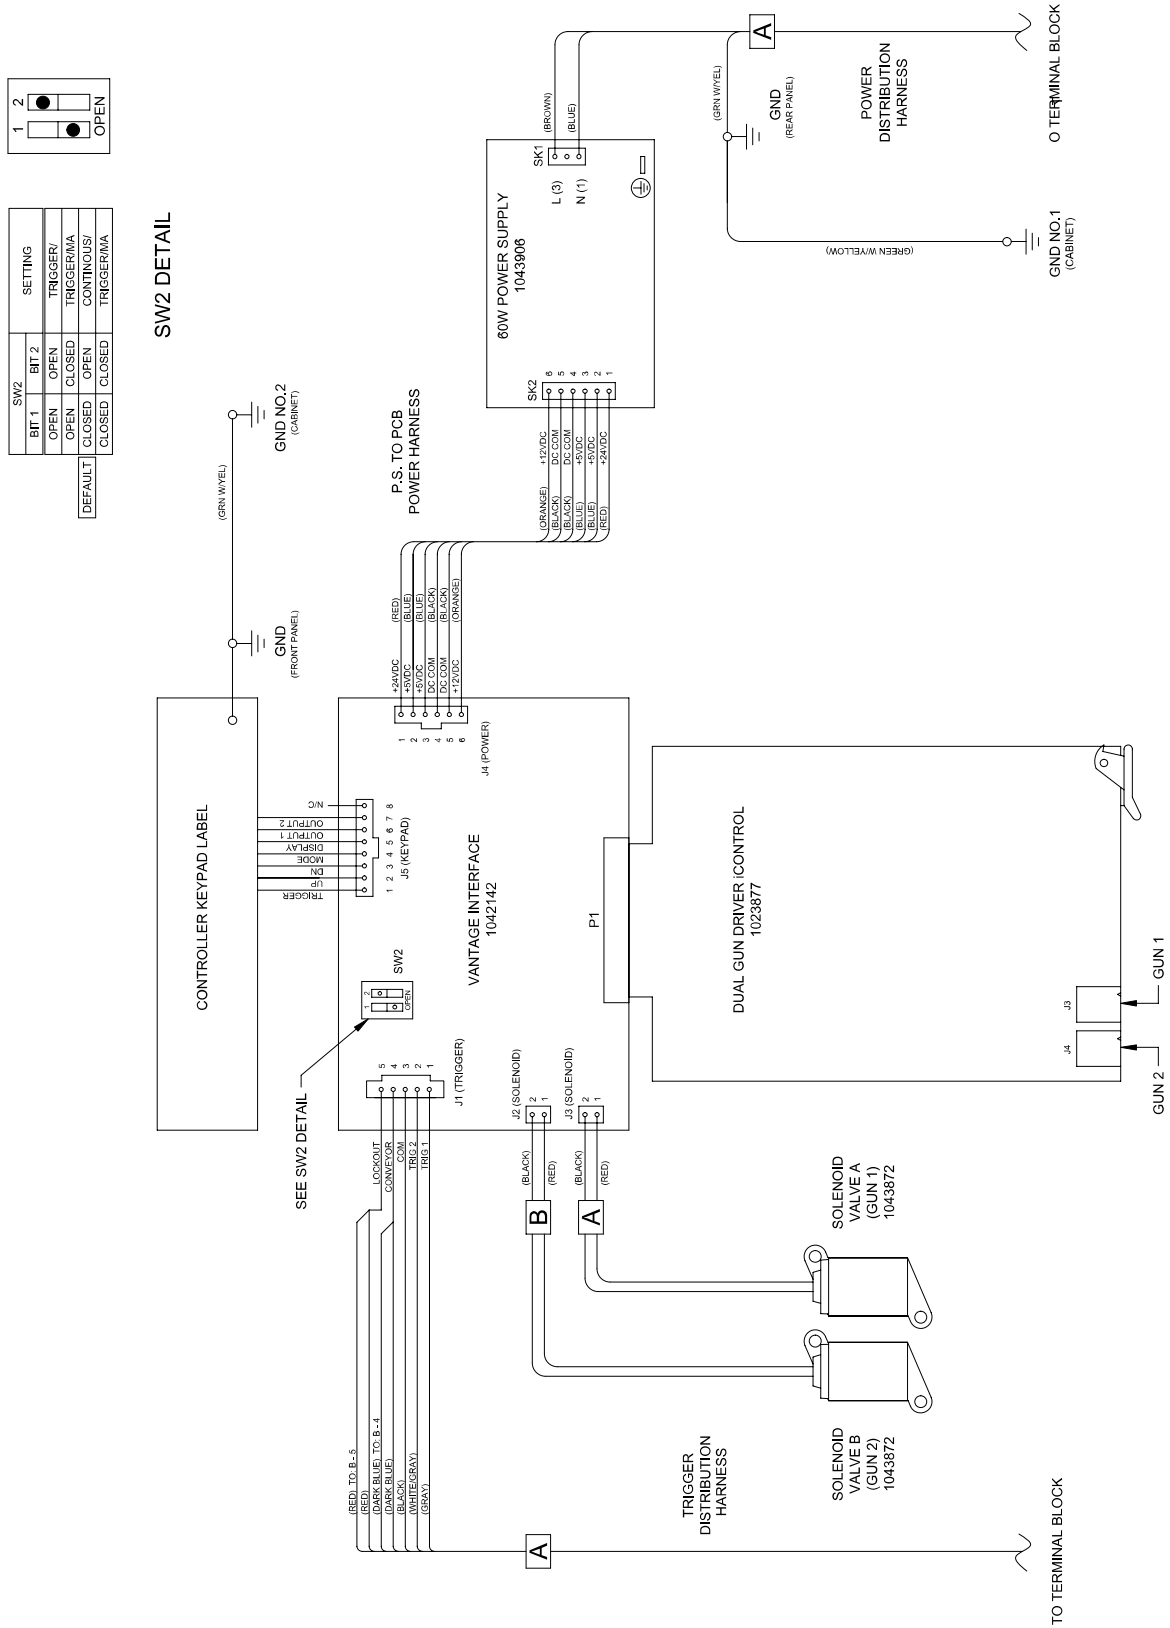 SW2
BIT 1
BIT 2
SETTING
OPEN
OPEN
TRIGGER/
OPEN
CLOSED
TRIGGER/MA
CLOSED
OPEN
CONTINOUS/
CLOSED
CLOSED
TRIGGER/MA
DEFAULT
1
2
OPEN
SW2 DETAIL
CONTROLLER KEYPAD LABEL
GND
(FRONT PANEL)
(GRN W/YEL)
GND NO.2
(CABINET)
TRIGGER
UP
DN
MODE
DISPLAY
OUTPUT 1
OUTPUT 2
N/C
1
2
3
4
5
6
7
8
J5 (KEYPAD)
SEE SW2 DETAIL
1
2
OPEN
SW2
VANTAGE INTERFACE
1042142
(RED) TO: B - 5
(RED)
(DARK BLUE) TO: B - 4
(DARK BLUE)
(BLACK)
(WHITE/GRAY)
(GRAY)
LOCKOUT
CONVEYOR
COM
TRIG 2
TRIG 1
5
4
3
2
1
J1 (TRIGGER)
+24VDC
(RED)
+5VDC
(BLUE)
+5VDC
(BLUE)
DC COM
(BLACK)
DC COM
(BLACK)
+12VDC
(ORANGE)
1
2
3
4
5
6
J4 (POWER)
P.S. TO PCB
POWER HARNESS
(ORANGE)
+12VDC
(BLACK)
DC COM
(BLACK)
DC COM
(BLUE)
+5VDC
(BLUE)
+5VDC
(RED)
+24VDC
SK2
6
5
4
3
2
1
60W POWER SUPPLY
1043906
SK1
L (3)
N (1)
(BROWN)
(BLUE)
A
(GRN W/YEL)
GND
(REAR PANEL)
(GREEN W/YELLOW)
GND NO.1
(CABINET)
POWER
DISTRIBUTION
HARNESS
O TERMINAL BLOCK
T
J2 (SOLENOID)
2
1
(BLACK)
(RED)
B
J3 (SOLENOID)
2
1
(BLACK)
(RED)
A
P1
DUAL GUN DRIVER iCONTROL
1023877
J4
J3
GUN 2
GUN 1
SOLENOID
VALVE A
(GUN 1)
1043872
SOLENOID
VALVE B
(GUN 2)
1043872
A
TRIGGER
DISTRIBUTION
HARNESS
TO TERMINAL BLOCK